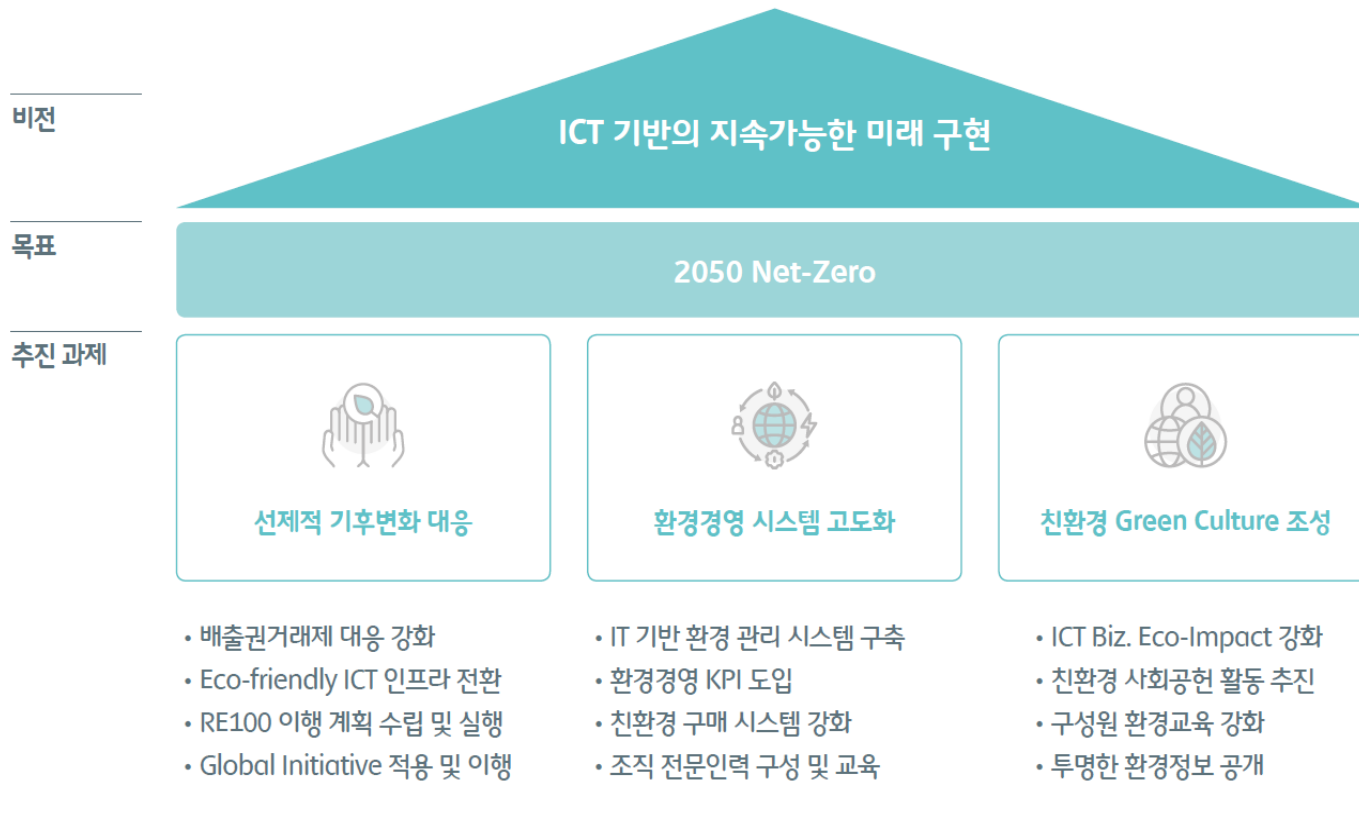 비전
ICT 기반의 지속가능한 미래 구현
목표
2050 Net-Zero
추진 과제
선제적 기후변화 대응
• 배출권거래제 대응 강화
• Eco-friendly ICT 인프라 전환
• RE100 이행 계획 수립 및 실행
• Global Initiative 적용 및 이행
환경경영 시스템 고도화
• IT 기반 환경 관리 시스템 구축
• 환경경영 KPI 도입
• 친환경 구매 시스템 강화
• 조직 전문인력 구성 및 교육
친환경 Green Culture 조성
• ICT Biz. Eco-Impact 강화
• 친환경 사회공헌 활동 추진
• 구성원 환경교육 강화
• 투명한 환경정보 공개